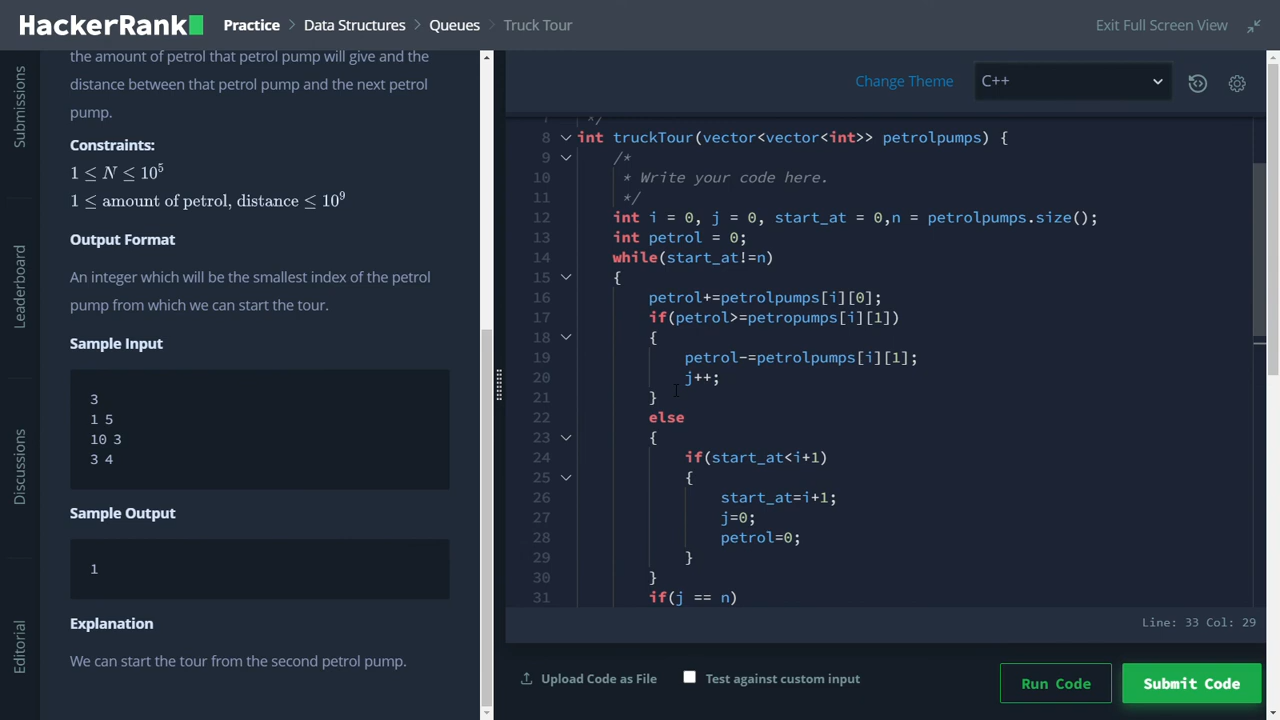 HackerRank
Practice
Data Structures
Queues
Truck Tour
Exit Full Screen View
Submissions
Leaderboard
Discussions
Editorial
the amount of petrol that petrol pump will give and the
distance between that petrol pump and the next petrol
pump.
Constraints:
1 ≤ N ≤ 10^5
1 ≤ amount of petrol, distance ≤ 10^9
Output Format
An integer which will be the smallest index of the petrol
pump from which we can start the tour.
Sample Input
3
1 5
10 3
3 4
Sample Output
1
Explanation
We can start the tour from the second petrol pump.
Change Theme
C++
7 */
8 int truckTour(vector<vector<int>> petrolpumps) {
9 /*
10 * Write your code here.
11 */
12 int i = 0, j = 0, start_at = 0,n = petrolpumps.size();
13 int petrol = 0;
14 while(start_at!=n)
15 {
16 petrol+=petrolpumps[i][0];
17 if(petrol>=petropumps[i][1])
18 {
19 petrol-=petrolpumps[i][1];
20 j++;
21 }
22 else
23 {
24 if(start_at<i+1)
25 {
26 start_at=i+1;
27 j=0;
28 petrol=0;
29 }
30 }
31 if(j == n)
Line: 33 Col: 29
Upload Code as File
Test against custom input
Run Code
Submit Code